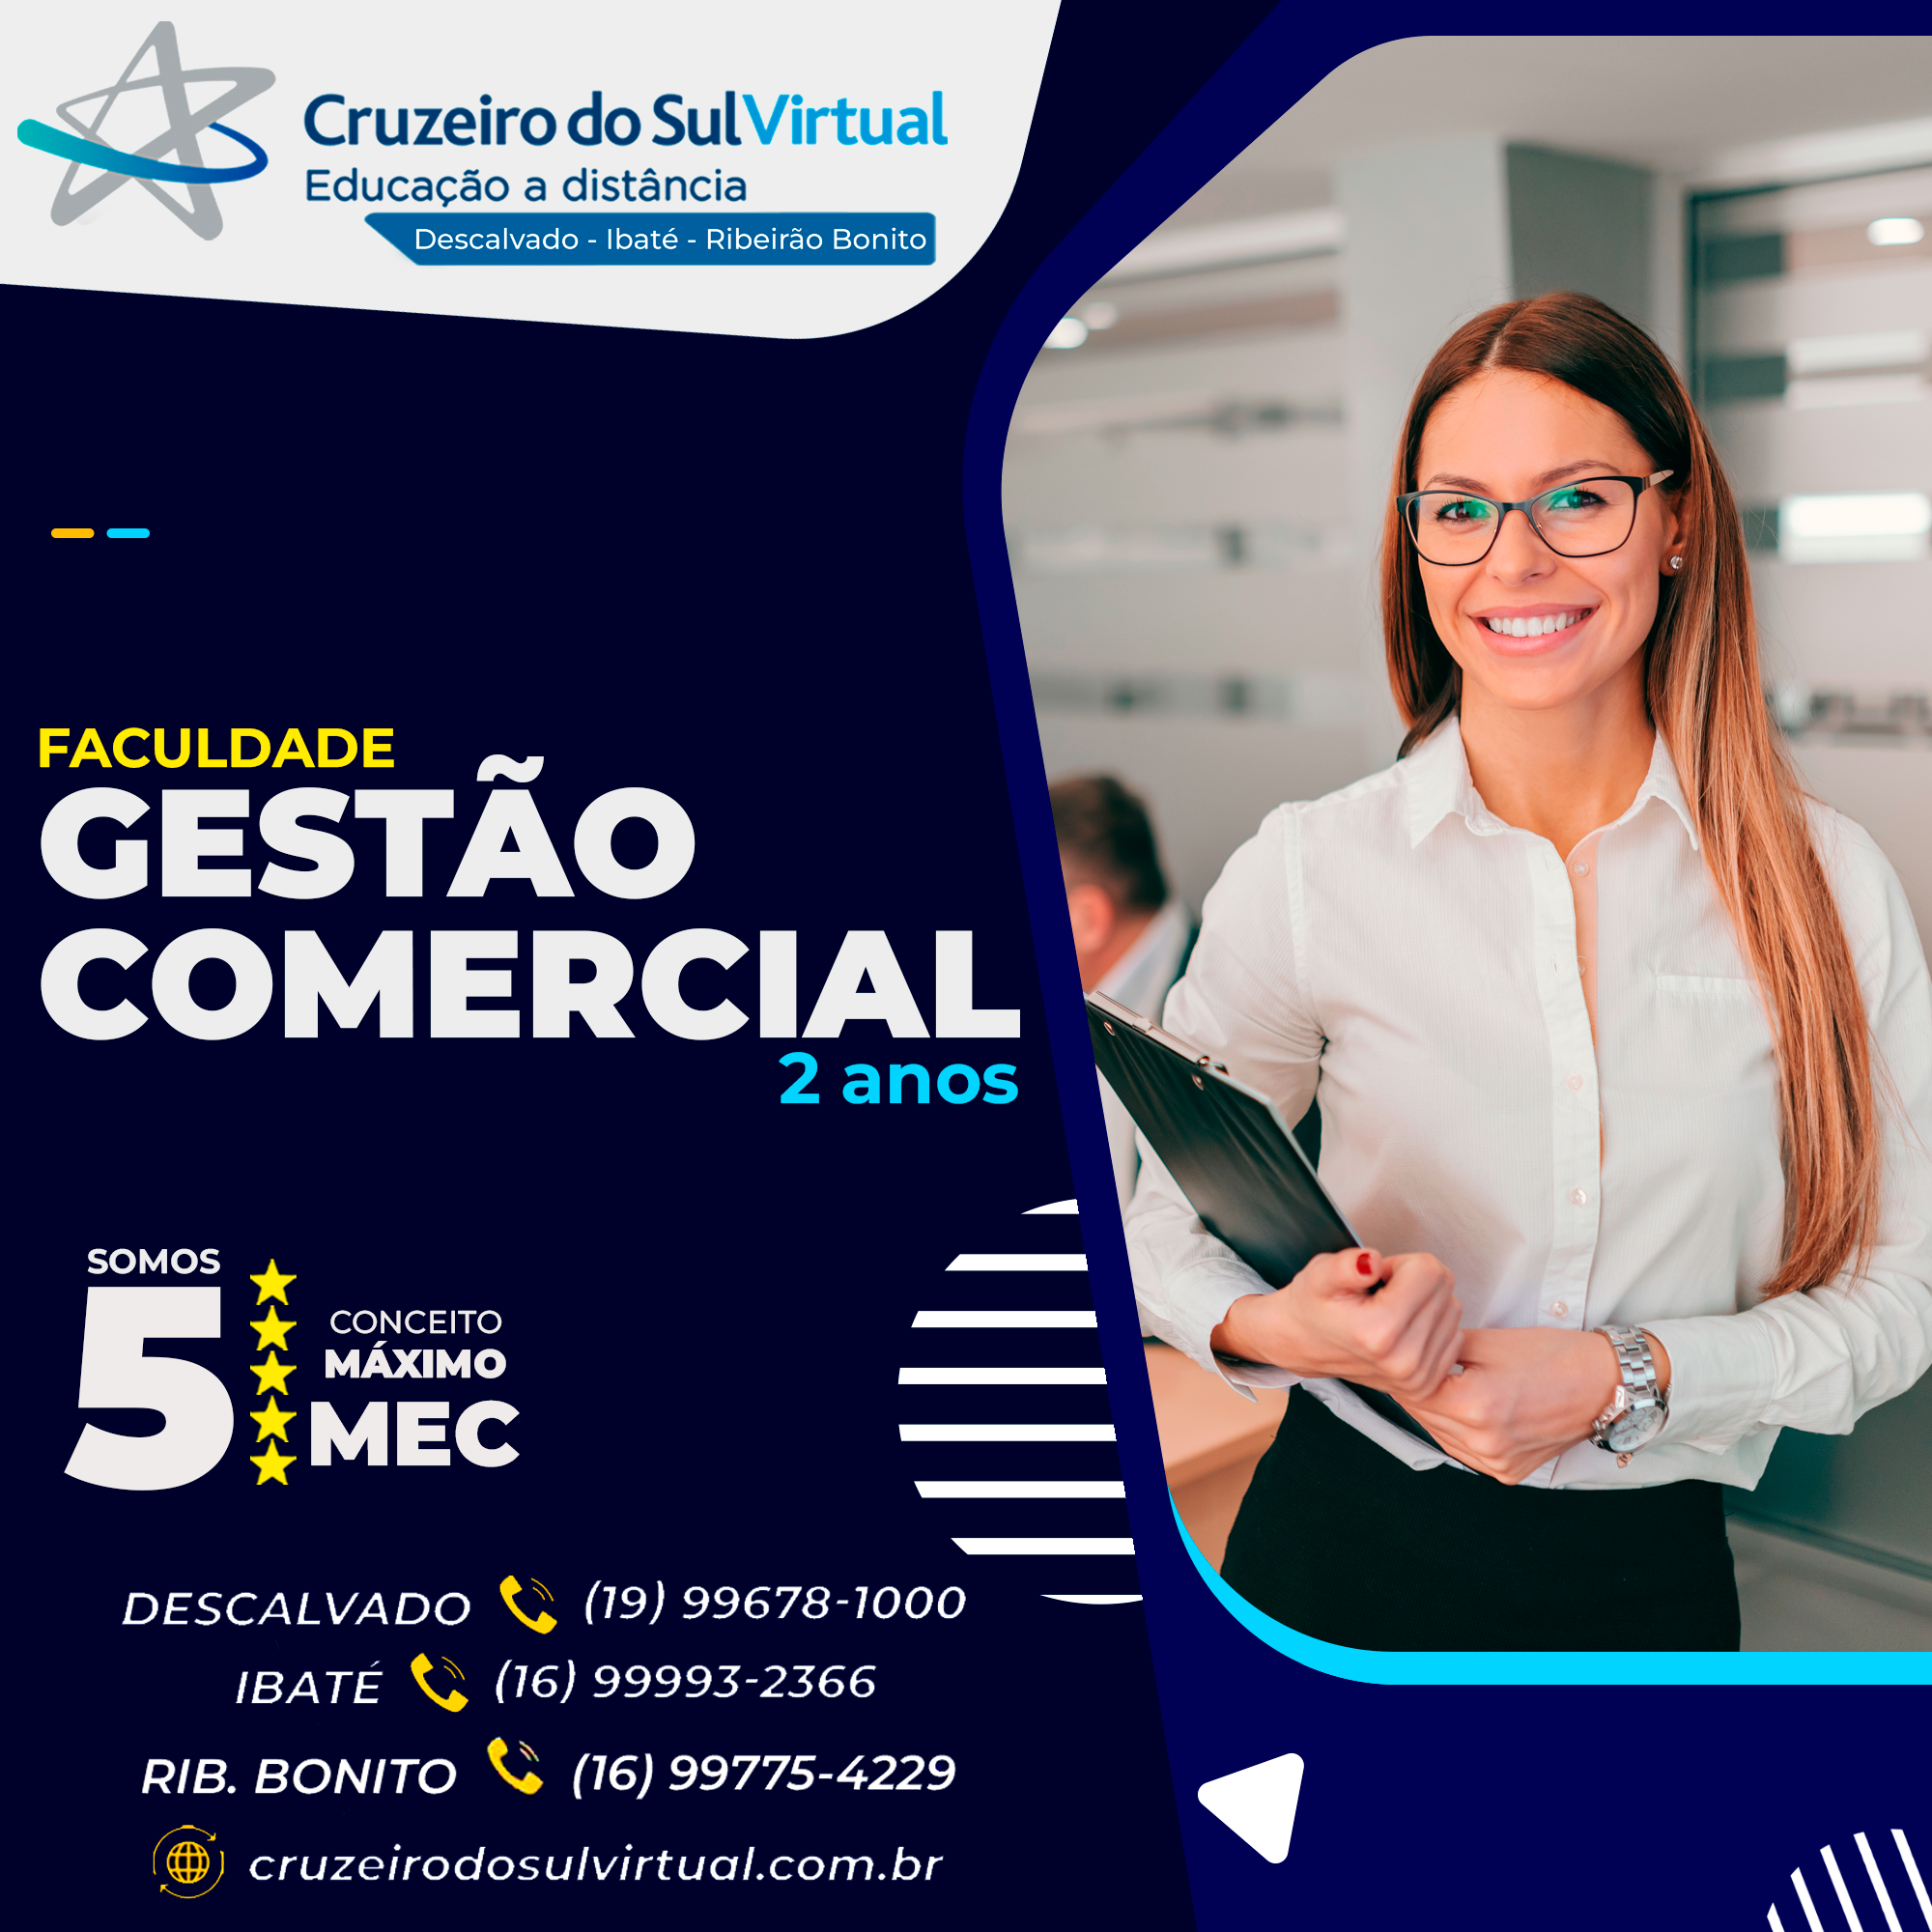 Cruzeiro do Sul Virtual
Educação a distância
Descalvado - Ibaté - Ribeirão Bonito
FACULDADE
GESTÃO
COMERCIAL
2 anos
SOMOS
5
CONCEITO
MÁXIMO
MEC
DESCALVADO (19) 99678-1000
IBATÉ (16) 99993-2366
RIB. BONITO (16) 99775-4229
cruzeirodosulvirtual.com.br